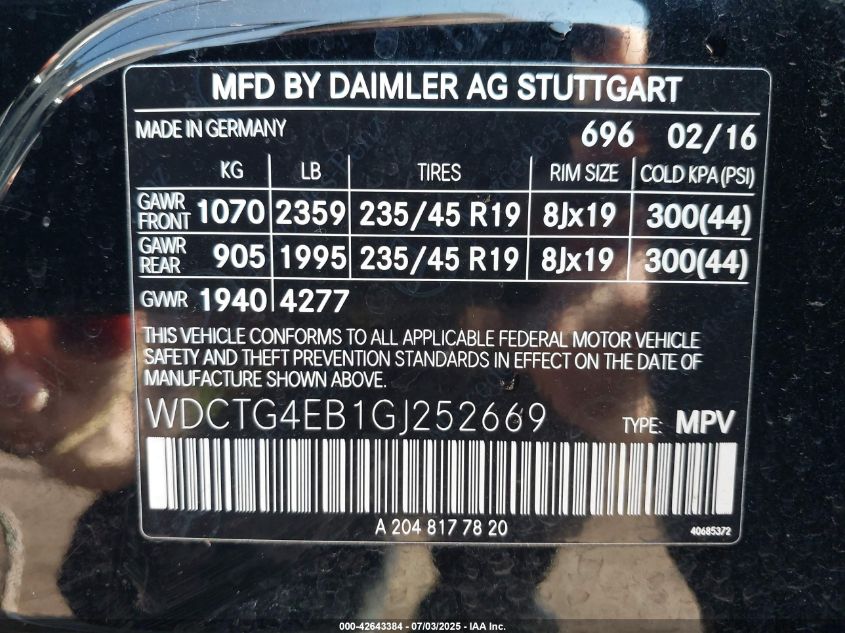 MFD BY DAIMLER AG STUTTGART
MADE IN GERMANY 696 02/16
KG LB TIRES RIM SIZE COLD KPA (PSI)
GAWR FRONT 1070 2359 235/45 R19 8Jx19 300(44)
GAWR REAR 905 1995 235/45 R19 8Jx19 300(44)
GVWR 1940 4277
THIS VEHICLE CONFORMS TO ALL APPLICABLE FEDERAL MOTOR VEHICLE
SAFETY AND THEFT PREVENTION STANDARDS IN EFFECT ON THE DATE OF
MANUFACTURE SHOWN ABOVE.
WDCTG4EB1GJ252669 TYPE: MPV
A 204 817 78 20 40685372
000-42643384 - 07/03/2025 - IAA Inc.